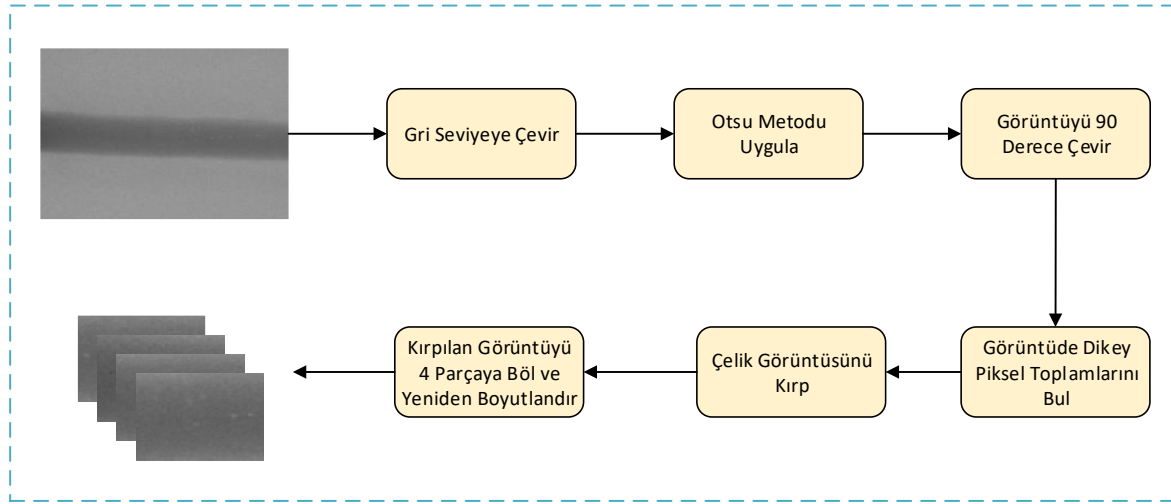 Gri Seviyeye Çevir
Otsu Metodu
Uygula
Görüntüyü 90
Derece Çevir
Görüntüde Dikey
Piksel Toplamlarını
Bul
Çelik Görüntüsünü
Kırp
Kırpılan Görüntüyü
4 Parçaya Böl ve
Yeniden Boyutlandır